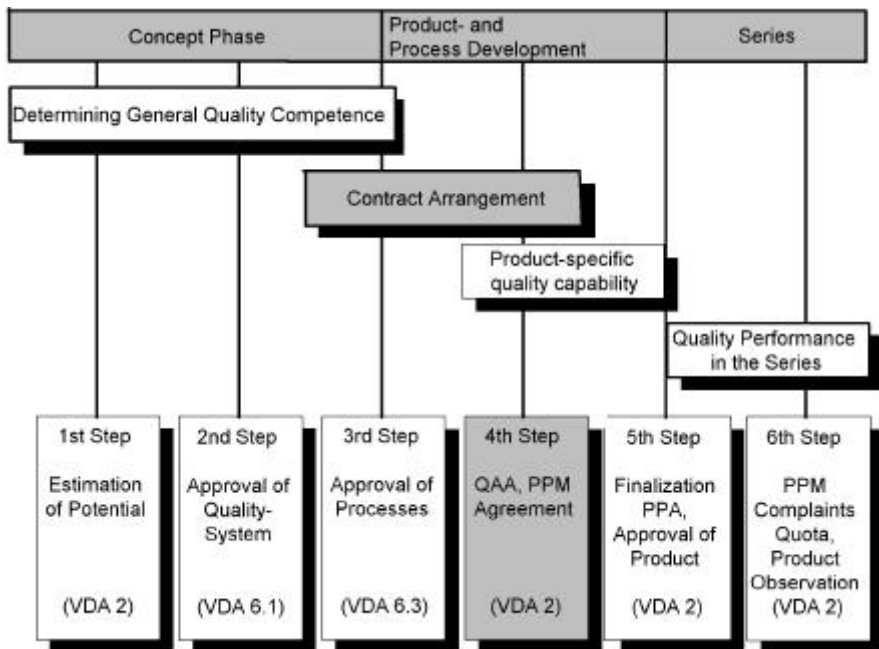 Concept Phase
Product- and
Process Development
Series
Determining General Quality Competence
Contract Arrangement
Product-specific
quality capability
Quality Performance
in the Series
1st Step
Estimation
of Potential
(VDA 2)
2nd Step
Approval of
Quality-
System
(VDA 6.1)
3rd Step
Approval of
Processes
(VDA 6.3)
4th Step
QAA, PPM
Agreement
(VDA 2)
5th Step
Finalization
PPA,
Approval of
Product
(VDA 2)
6th Step
PPM
Complaints
Quota,
Product
Observation
(VDA 2)